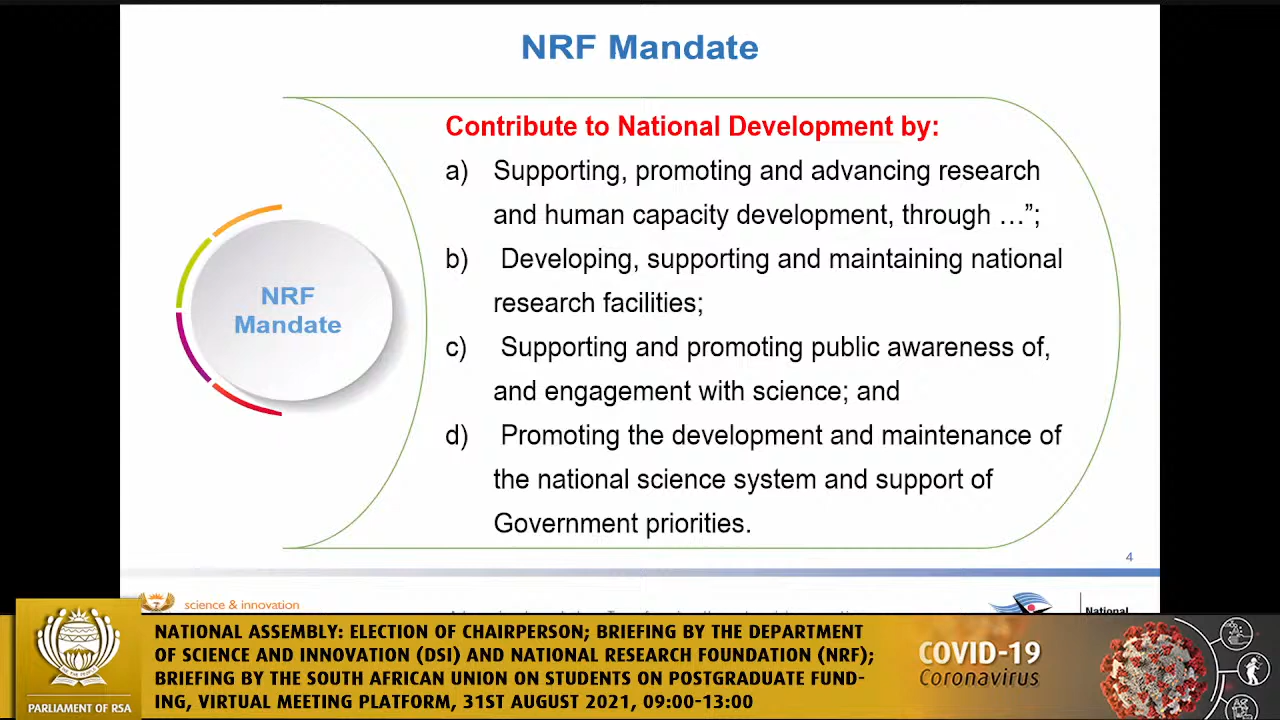 NRF Mandate
Contribute to National Development by:
a) Supporting, promoting and advancing research
and human capacity development, through …”;
b) Developing, supporting and maintaining national
research facilities;
c) Supporting and promoting public awareness of,
and engagement with science; and
d) Promoting the development and maintenance of
the national science system and support of
Government priorities.
NRF
Mandate
4
science & innovation
National
NATIONAL ASSEMBLY: ELECTION OF CHAIRPERSON; BRIEFING BY THE DEPARTMENT
OF SCIENCE AND INNOVATION (DSI) AND NATIONAL RESEARCH FOUNDATION (NRF);
BRIEFING BY THE SOUTH AFRICAN UNION ON STUDENTS ON POSTGRADUATE FUND-
ING, VIRTUAL MEETING PLATFORM, 31ST AUGUST 2021, 09:00-13:00
PARLIAMENT OF RSA
COVID-19
Coronavirus